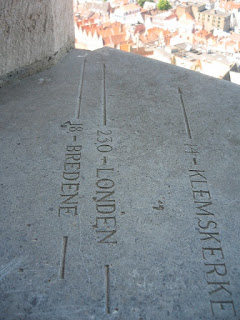 18 - BREDENE
230 - LONDEN
14 - KLEMSKERKE